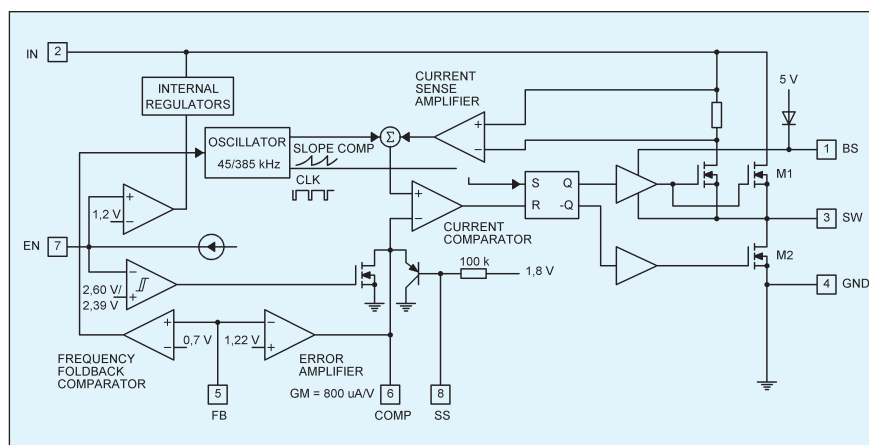 IN 2
INTERNAL
REGULATORS
CURRENT
SENSE
AMPLIFIER
5 V
OSCILLATOR
45/385 kHz
SLOPE COMP
CLK
Σ
+
−
1 BS
M1
S Q
R -Q
+
−
1,2 V
+
−
CURRENT
COMPARATOR
3 SW
EN 7
M2
−
+
2,60 V/
2,39 V
100 k
1,8 V
4 GND
+
−
0,7 V
−
+
1,22 V
FREQUENCY
FOLDBACK
COMPARATOR
ERROR
AMPLIFIER
GM = 800 uA/V
5
FB
6
COMP
8
SS